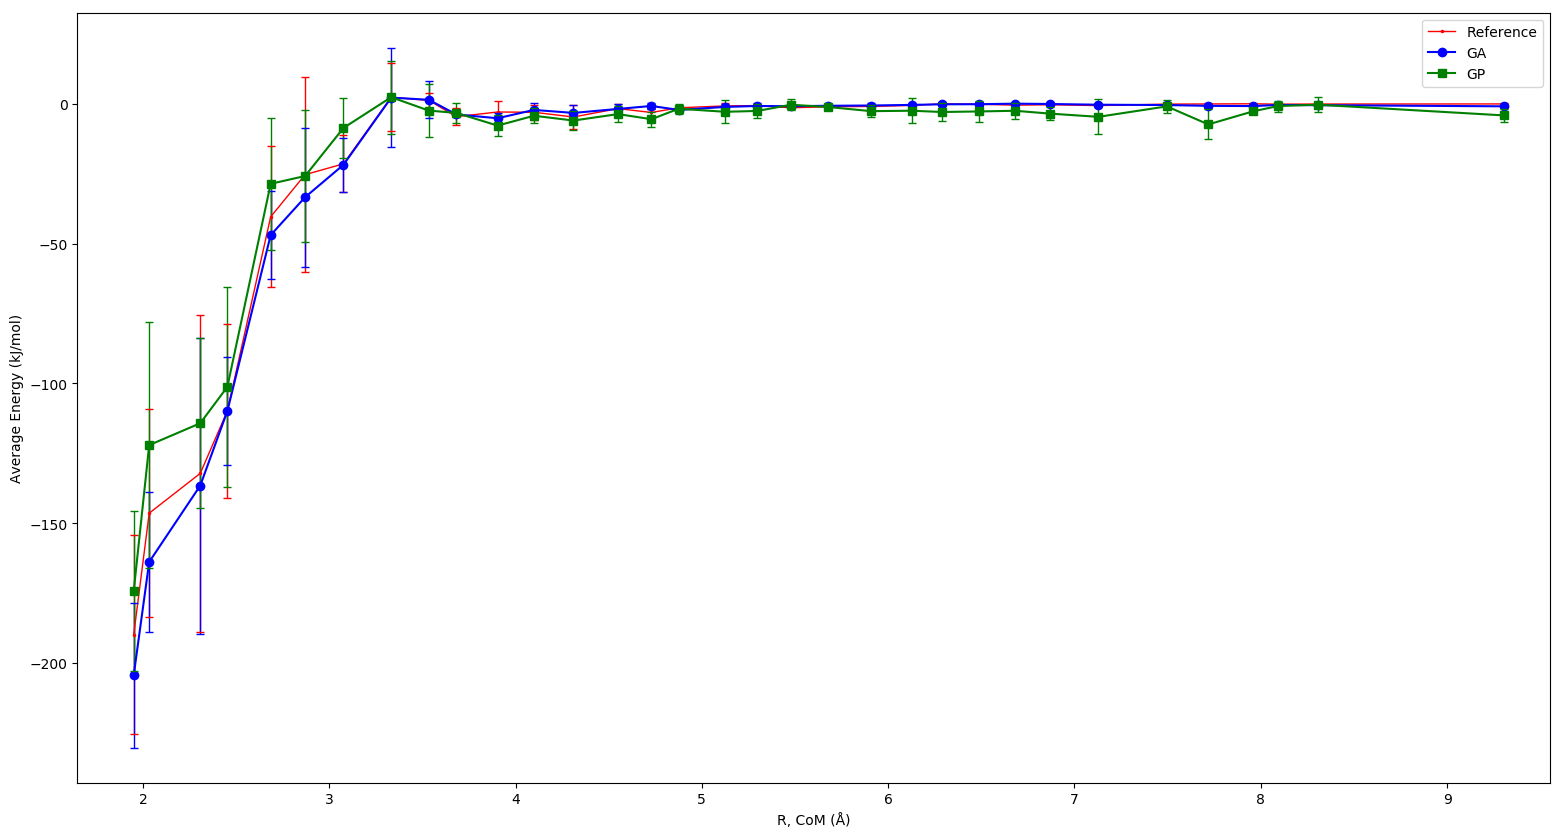 Reference
GA
GP
0
−50
−100
−150
−200
Average Energy (kJ/mol)
2 3 4 5 6 7 8 9
R, CoM (Å)